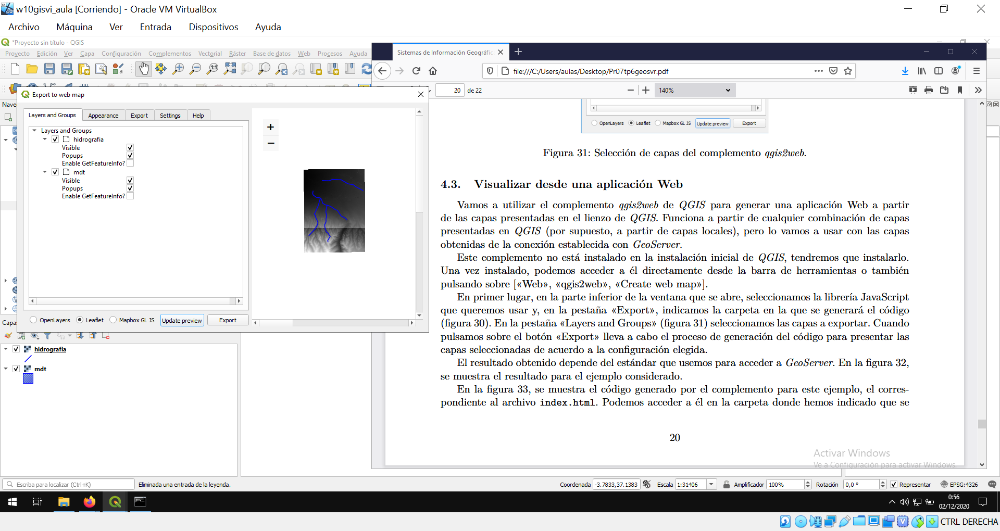 w10gisvi_aula [Corriendo] - Oracle VM VirtualBox
Archivo Máquina Ver Entrada Dispositivos Ayuda
*Proyecto sin título - QGIS
Proyecto Edición Ver Capa Configuración Complementos Vectorial Ráster Base de datos Web Procesos Ayuda
Sistemas de Información Geográfic
file:///C:/Users/aulas/Desktop/Pr07tp6geosvr.pdf
20 de 22
140%
Export to web map
Layers and Groups Appearance Export Settings Help
Layers and Groups
hidrografia
Visible
Popups
Enable GetFeatureInfo?
mdt
Visible
Popups
Enable GetFeatureInfo?
OpenLayers Leaflet Mapbox GL JS Update preview Export
hidrografia
mdt
OpenLayers Leaflet Mapbox GL JS Update preview Export
Figura 31: Selección de capas del complemento qgis2web.
4.3. Visualizar desde una aplicación Web
Vamos a utilizar el complemento qgis2web de QGIS para generar una aplicación Web a partir
de las capas presentadas en el lienzo de QGIS. Funciona a partir de cualquier combinación de capas
presentadas en QGIS (por supuesto, a partir de capas locales), pero lo vamos a usar con las capas
obtenidas de la conexión establecida con GeoServer.
Este complemento no está instalado en la instalación inicial de QGIS, tendremos que instalarlo.
Una vez instalado, podemos acceder a él directamente desde la barra de herramientas o también
pulsando sobre [«Web», «qgis2web», «Create web map»].
En primer lugar, en la parte inferior de la ventana que se abre, seleccionamos la librería JavaScript
que queremos usar y, en la pestaña «Export», indicamos la carpeta en la que se generará el código
(figura 30). En la pestaña «Layers and Groups» (figura 31) seleccionamos las capas a exportar. Cuando
pulsamos sobre el botón «Export» lleva a cabo el proceso de generación del código para presentar las
capas seleccionadas de acuerdo a la configuración elegida.
El resultado obtenido depende del estándar que usemos para acceder a GeoServer. En la figura 32,
se muestra el resultado para el ejemplo considerado.
En la figura 33, se muestra el código generado por el complemento para este ejemplo, el corres-
pondiente al archivo index.html. Podemos acceder a él en la carpeta donde hemos indicado que se
20
Activar Windows
Ve a Configuración para activar Windows.
Escriba para localizar (Ctrl+K) Eliminada una entrada de la leyenda. Coordenada -3.7833,37.1383 Escala 1:31406 Amplificador 100% Rotación 0,0 ° Representar EPSG:4326
0:56
02/12/2020
CTRL DERECHA